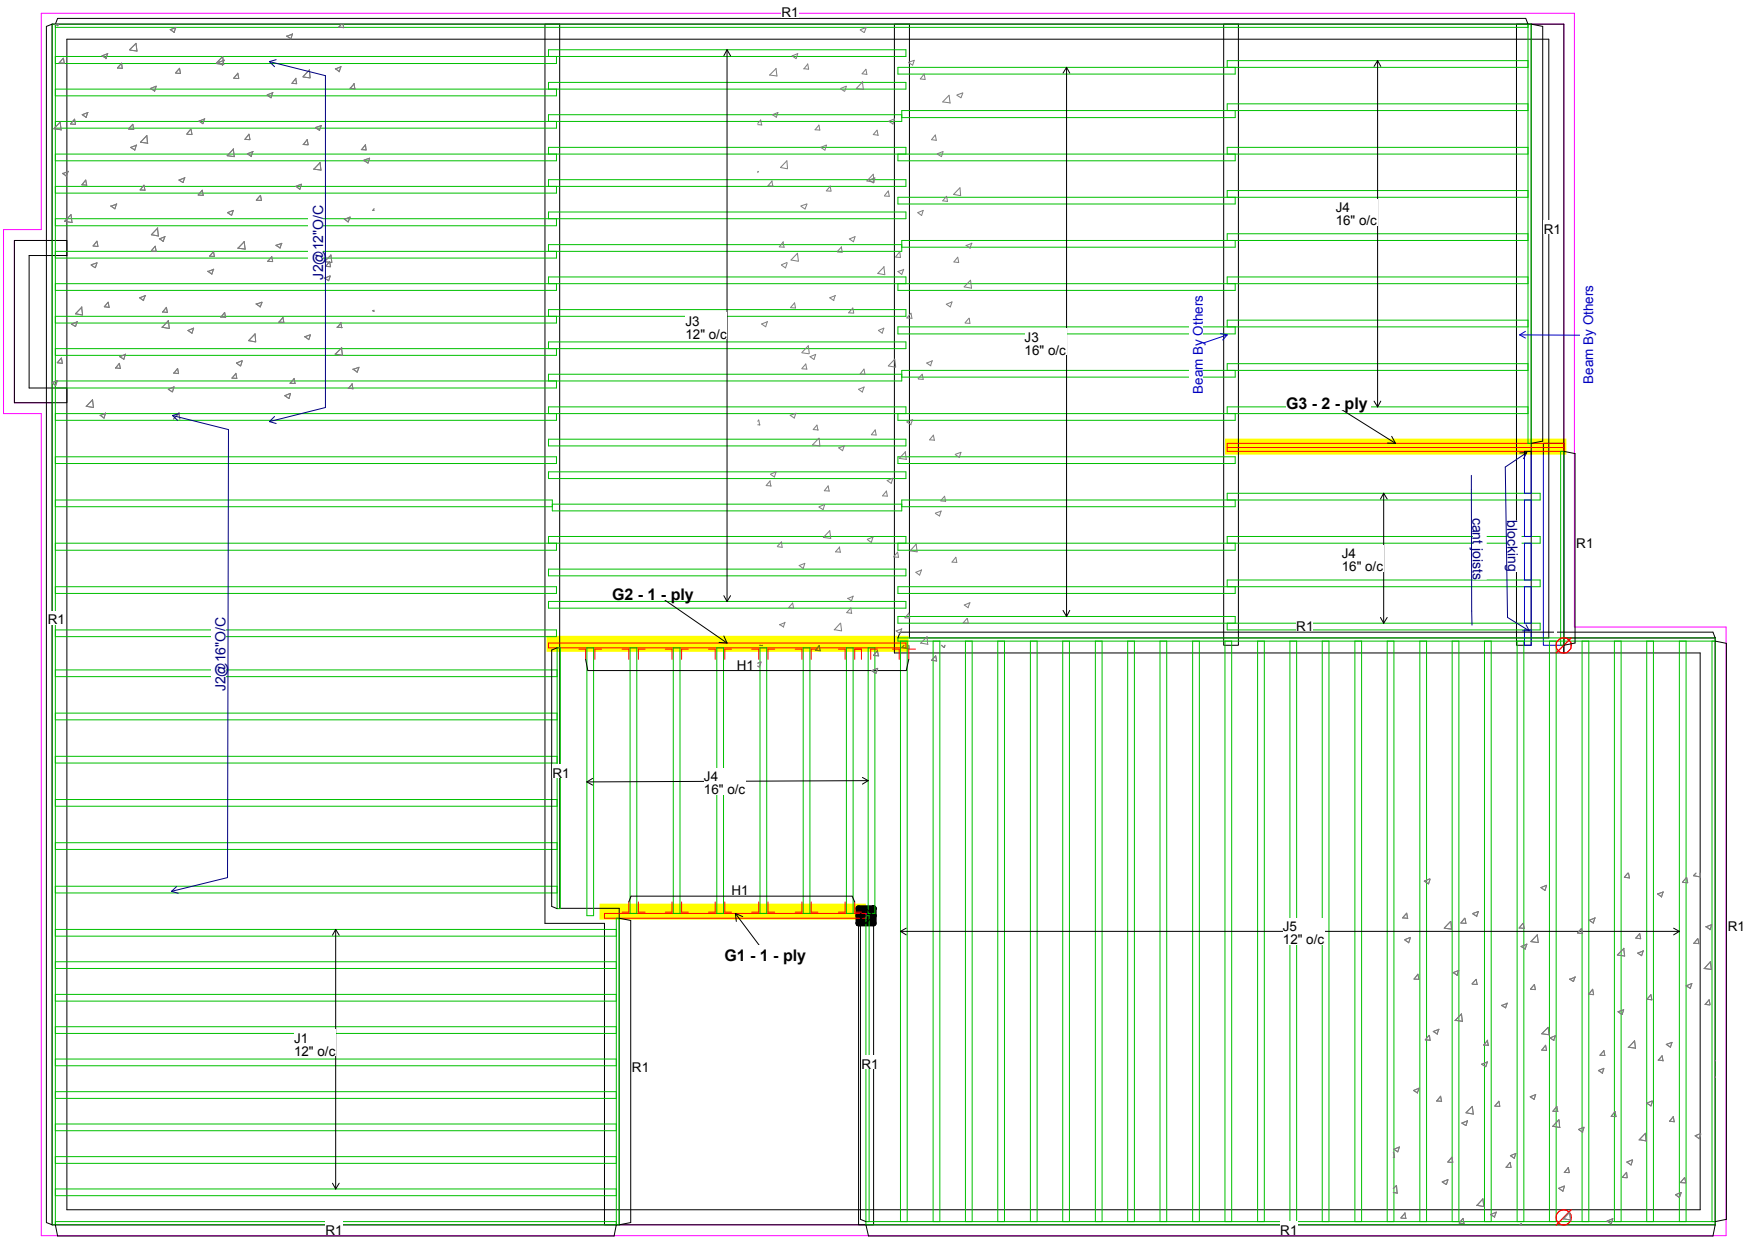 R1
J2@12"O/C
J4
16" o/c
R1
J3
12" o/c
J3
16" o/c
Beam By Others
Beam By Others
G3 - 2 - ply
cant joists
blocking
J4
16" o/c
R1
G2 - 1 - ply
R1
R1
J2@16"O/C
H1
R1
J4
16" o/c
H1
G1 - 1 - ply
J5
12" o/c
R1
J1
12" o/c
R1
R1
R1
R1